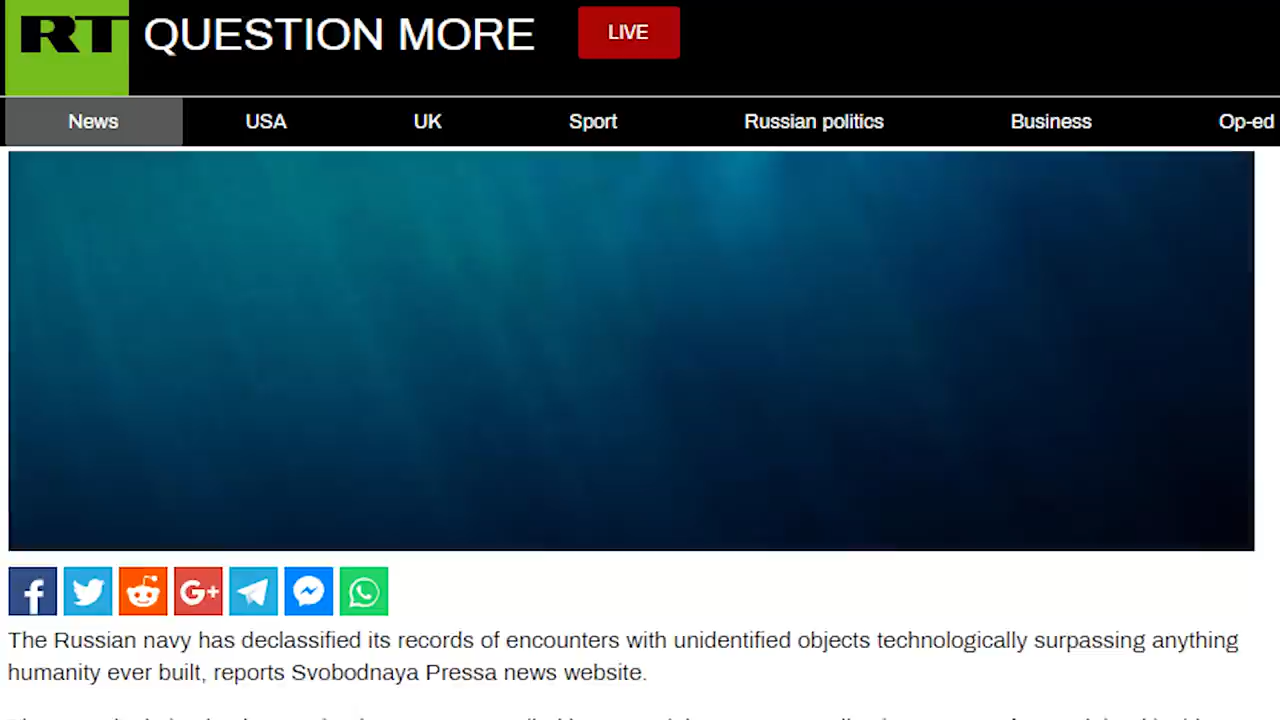 RT QUESTION MORE LIVE
News USA UK Sport Russian politics Business Op-ed
The Russian navy has declassified its records of encounters with unidentified objects technologically surpassing anything
humanity ever built, reports Svobodnaya Pressa news website.